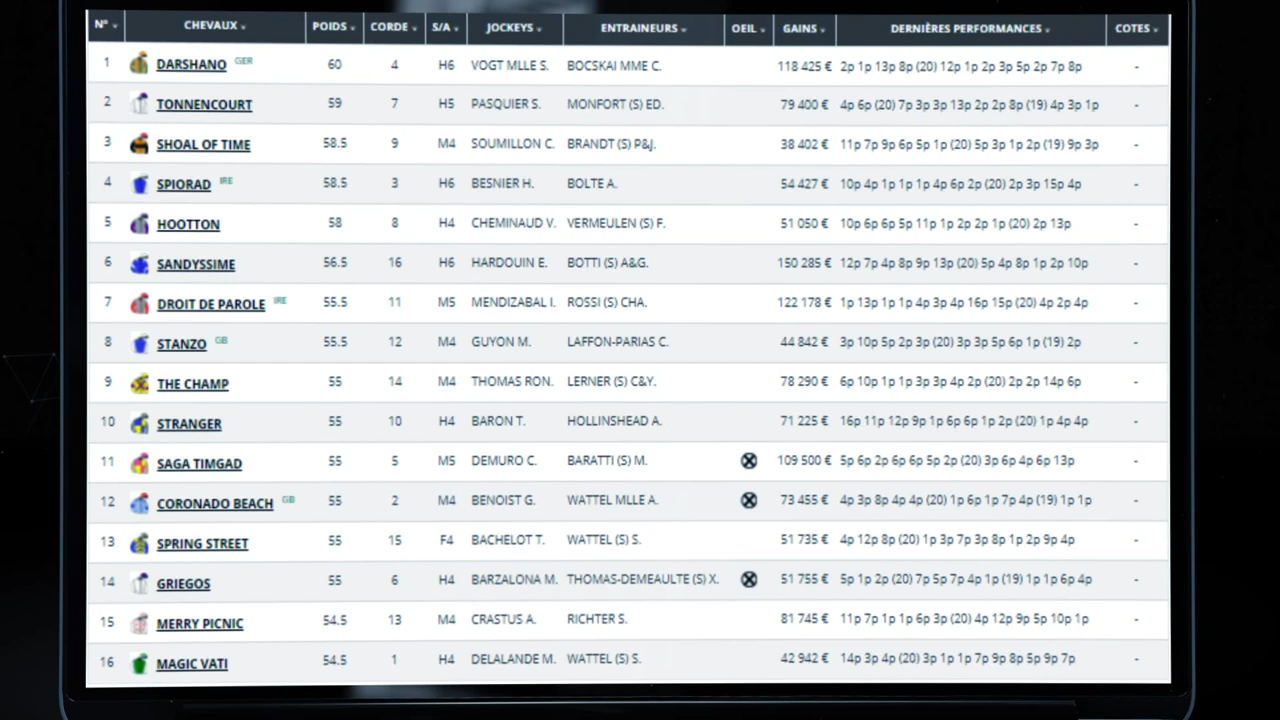 N° CHEVAUX POIDS CORDE S/A JOCKEYS ENTRAINEURS OEIL GAINS DERNIÈRES PERFORMANCES COTES
1 DARSHANO GER 60 4 H6 VOGT MLLE S. BOCSKAI MME C. 118 425 € 2p 1p 13p 8p (20) 12p 1p 2p 3p 5p 2p 7p 8p -
2 TONNENCOURT 59 7 H5 PASQUIER S. MONFORT (S) ED. 79 400 € 4p 6p (20) 7p 3p 3p 13p 2p 2p 8p (19) 4p 3p 1p -
3 SHOAL OF TIME 58.5 9 M4 SOUMILLON C. BRANDT (S) P&J. 38 402 € 11p 7p 9p 6p 5p 1p (20) 5p 3p 1p 2p (19) 9p 3p -
4 SPIORAD IRE 58.5 3 H6 BESNIER H. BOLTE A. 54 427 € 10p 4p 1p 1p 1p 4p 6p 2p (20) 2p 3p 15p 4p -
5 HOOTTON 58 8 H4 CHEMINAUD V. VERMEULEN (S) F. 51 050 € 10p 6p 6p 5p 11p 1p 2p 2p 1p (20) 2p 13p -
6 SANDYSSIME 56.5 16 H6 HARDOUIN E. BOTTI (S) A&G. 150 285 € 12p 7p 4p 8p 9p 13p (20) 5p 4p 8p 1p 2p 10p -
7 DROIT DE PAROLE IRE 55.5 11 M5 MENDIZABAL I. ROSSI (S) CHA. 122 178 € 1p 13p 1p 1p 4p 3p 4p 16p 15p (20) 4p 2p 4p -
8 STANZO GB 55.5 12 M4 GUYON M. LAFFON-PARIAS C. 44 842 € 3p 10p 5p 2p 3p (20) 3p 3p 5p 6p 1p (19) 2p -
9 THE CHAMP 55 14 M4 THOMAS RON. LERNER (S) C&Y. 78 290 € 6p 10p 1p 1p 3p 3p 4p 2p (20) 2p 2p 14p 6p -
10 STRANGER 55 10 H4 BARON T. HOLLINSHEAD A. 71 225 € 16p 11p 12p 9p 1p 6p 6p 1p 2p (20) 1p 4p 4p -
11 SAGA TIMGAD 55 5 M5 DEMURO C. BARATTI (S) M. 109 500 € 5p 6p 2p 6p 6p 5p 2p (20) 3p 6p 4p 6p 13p -
12 CORONADO BEACH GB 55 2 M4 BENOIST G. WATTEL MLLE A. 73 455 € 4p 3p 8p 4p 4p (20) 1p 6p 1p 7p 4p (19) 1p 1p -
13 SPRING STREET 55 15 F4 BACHELOT T. WATTEL (S) S. 51 735 € 4p 12p 8p (20) 1p 3p 7p 3p 8p 1p 2p 9p 4p -
14 GRIEGOS 55 6 H4 BARZALONA M. THOMAS-DEMEAULTE (S) X. 51 755 € 5p 1p 2p (20) 7p 5p 7p 4p 1p (19) 1p 1p 6p 4p -
15 MERRY PICNIC 54.5 13 M4 CRASTUS A. RICHTER S. 81 745 € 11p 7p 1p 1p 6p 3p (20) 4p 12p 9p 5p 10p 1p -
16 MAGIC VATI 54.5 1 H4 DELALANDE M. WATTEL (S) S. 42 942 € 14p 3p 4p (20) 3p 1p 1p 7p 9p 8p 5p 9p 7p -